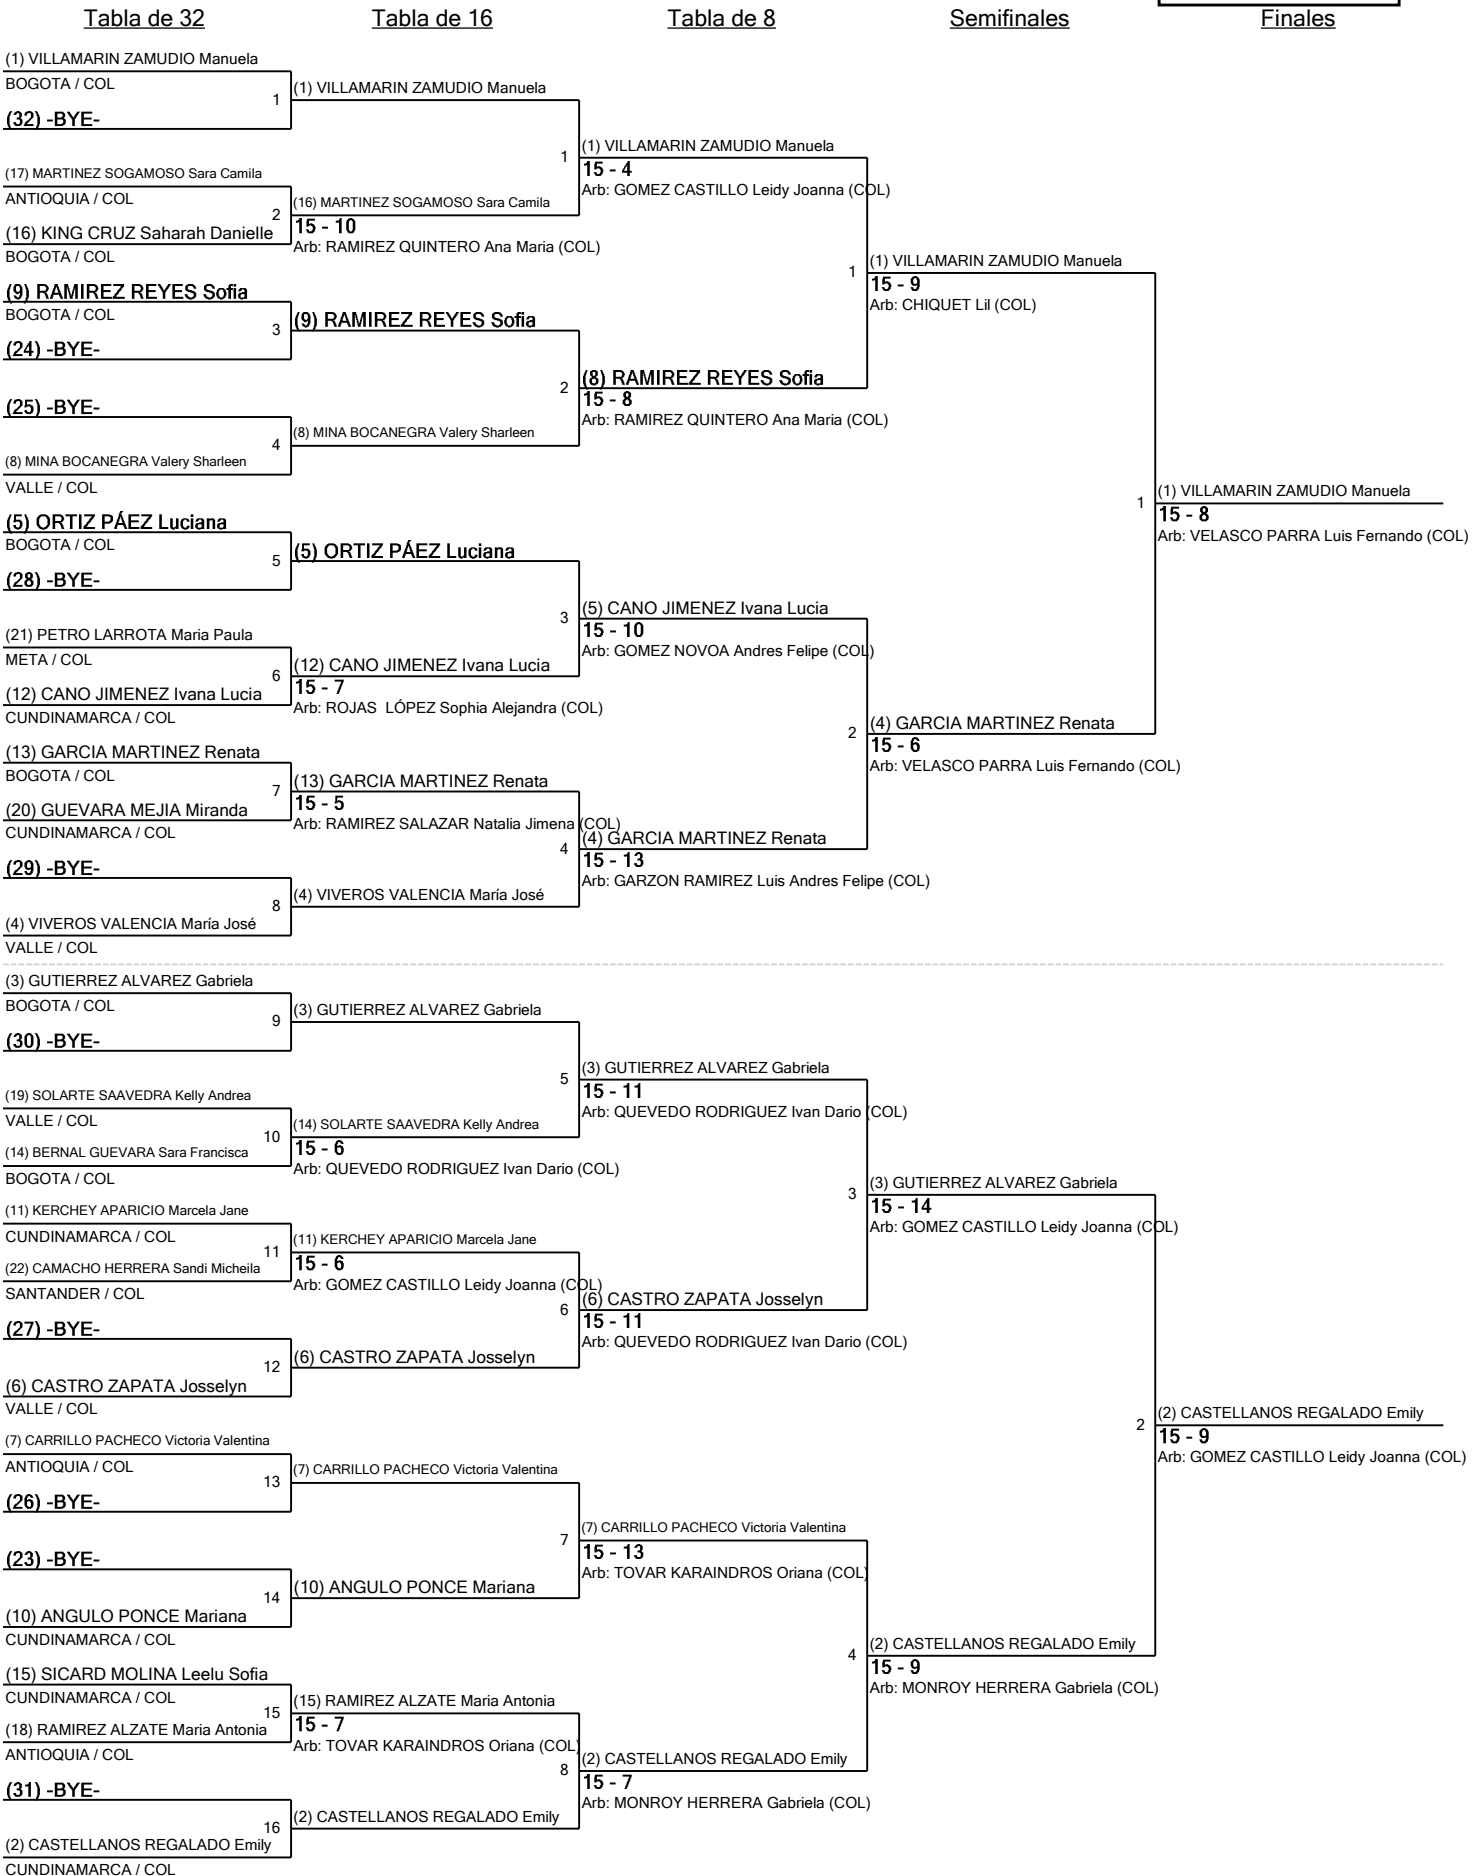 Tabla de 32
Tabla de 16
Tabla de 8
Semifinales
Finales
(1) VILLAMARIN ZAMUDIO Manuela
BOGOTA / COL
1
(32) -BYE-
(17) MARTINEZ SOGAMOSO Sara Camila
ANTIOQUIA / COL
2
(16) KING CRUZ Saharah Danielle
BOGOTA / COL
(9) RAMIREZ REYES Sofia
BOGOTA / COL
3
(24) -BYE-
(25) -BYE-
4
(8) MINA BOCANEGRA Valery Sharleen
VALLE / COL
(5) ORTIZ PÁEZ Luciana
BOGOTA / COL
5
(28) -BYE-
(21) PETRO LARROTA Maria Paula
META / COL
6
(12) CANO JIMENEZ Ivana Lucia
CUNDINAMARCA / COL
(13) GARCIA MARTINEZ Renata
BOGOTA / COL
7
(20) GUEVARA MEJIA Miranda
CUNDINAMARCA / COL
(29) -BYE-
8
(4) VIVEROS VALENCIA María José
VALLE / COL
(3) GUTIERREZ ALVAREZ Gabriela
BOGOTA / COL
9
(30) -BYE-
(19) SOLARTE SAAVEDRA Kelly Andrea
VALLE / COL
10
(14) BERNAL GUEVARA Sara Francisca
BOGOTA / COL
(11) KERCHEY APARICIO Marcela Jane
CUNDINAMARCA / COL
11
(22) CAMACHO HERRERA Sandi Micheila
SANTANDER / COL
(27) -BYE-
12
(6) CASTRO ZAPATA Josselyn
VALLE / COL
(7) CARRILLO PACHECO Victoria Valentina
ANTIOQUIA / COL
13
(26) -BYE-
(23) -BYE-
14
(10) ANGULO PONCE Mariana
CUNDINAMARCA / COL
(15) SICARD MOLINA Leelu Sofia
CUNDINAMARCA / COL
15
(18) RAMIREZ ALZATE Maria Antonia
ANTIOQUIA / COL
(31) -BYE-
16
(2) CASTELLANOS REGALADO Emily
CUNDINAMARCA / COL
(1) VILLAMARIN ZAMUDIO Manuela
1
(16) MARTINEZ SOGAMOSO Sara Camila
15 - 10
Arb: RAMIREZ QUINTERO Ana Maria (COL)
(9) RAMIREZ REYES Sofia
2
(8) MINA BOCANEGRA Valery Sharleen
(5) ORTIZ PÁEZ Luciana
3
(12) CANO JIMENEZ Ivana Lucia
15 - 7
Arb: ROJAS  LÓPEZ Sophia Alejandra (COL)
(13) GARCIA MARTINEZ Renata
15 - 5
Arb: RAMIREZ SALAZAR Natalia Jimena (COL)
4
(4) VIVEROS VALENCIA María José
(3) GUTIERREZ ALVAREZ Gabriela
5
(14) SOLARTE SAAVEDRA Kelly Andrea
15 - 6
Arb: QUEVEDO RODRIGUEZ Ivan Dario (COL)
(11) KERCHEY APARICIO Marcela Jane
15 - 6
Arb: GOMEZ CASTILLO Leidy Joanna (COL)
6
(6) CASTRO ZAPATA Josselyn
(7) CARRILLO PACHECO Victoria Valentina
7
(10) ANGULO PONCE Mariana
(15) RAMIREZ ALZATE Maria Antonia
15 - 7
Arb: TOVAR KARAINDROS Oriana (COL)
8
(2) CASTELLANOS REGALADO Emily
(1) VILLAMARIN ZAMUDIO Manuela
15 - 4
Arb: GOMEZ CASTILLO Leidy Joanna (COL)
1
(8) RAMIREZ REYES Sofia
15 - 8
Arb: RAMIREZ QUINTERO Ana Maria (COL)
(5) CANO JIMENEZ Ivana Lucia
15 - 10
Arb: GOMEZ NOVOA Andres Felipe (COL)
2
(4) GARCIA MARTINEZ Renata
15 - 13
Arb: GARZON RAMIREZ Luis Andres Felipe (COL)
(3) GUTIERREZ ALVAREZ Gabriela
15 - 11
Arb: QUEVEDO RODRIGUEZ Ivan Dario (COL)
3
(6) CASTRO ZAPATA Josselyn
15 - 11
Arb: QUEVEDO RODRIGUEZ Ivan Dario (COL)
(7) CARRILLO PACHECO Victoria Valentina
15 - 13
Arb: TOVAR KARAINDROS Oriana (COL)
4
(2) CASTELLANOS REGALADO Emily
15 - 7
Arb: MONROY HERRERA Gabriela (COL)
(1) VILLAMARIN ZAMUDIO Manuela
15 - 9
Arb: CHIQUET Lil (COL)
1
(4) GARCIA MARTINEZ Renata
15 - 6
Arb: VELASCO PARRA Luis Fernando (COL)
(3) GUTIERREZ ALVAREZ Gabriela
15 - 14
Arb: GOMEZ CASTILLO Leidy Joanna (COL)
2
(2) CASTELLANOS REGALADO Emily
15 - 9
Arb: MONROY HERRERA Gabriela (COL)
(1) VILLAMARIN ZAMUDIO Manuela
15 - 8
Arb: VELASCO PARRA Luis Fernando (COL)
(2) CASTELLANOS REGALADO Emily
15 - 9
Arb: GOMEZ CASTILLO Leidy Joanna (COL)